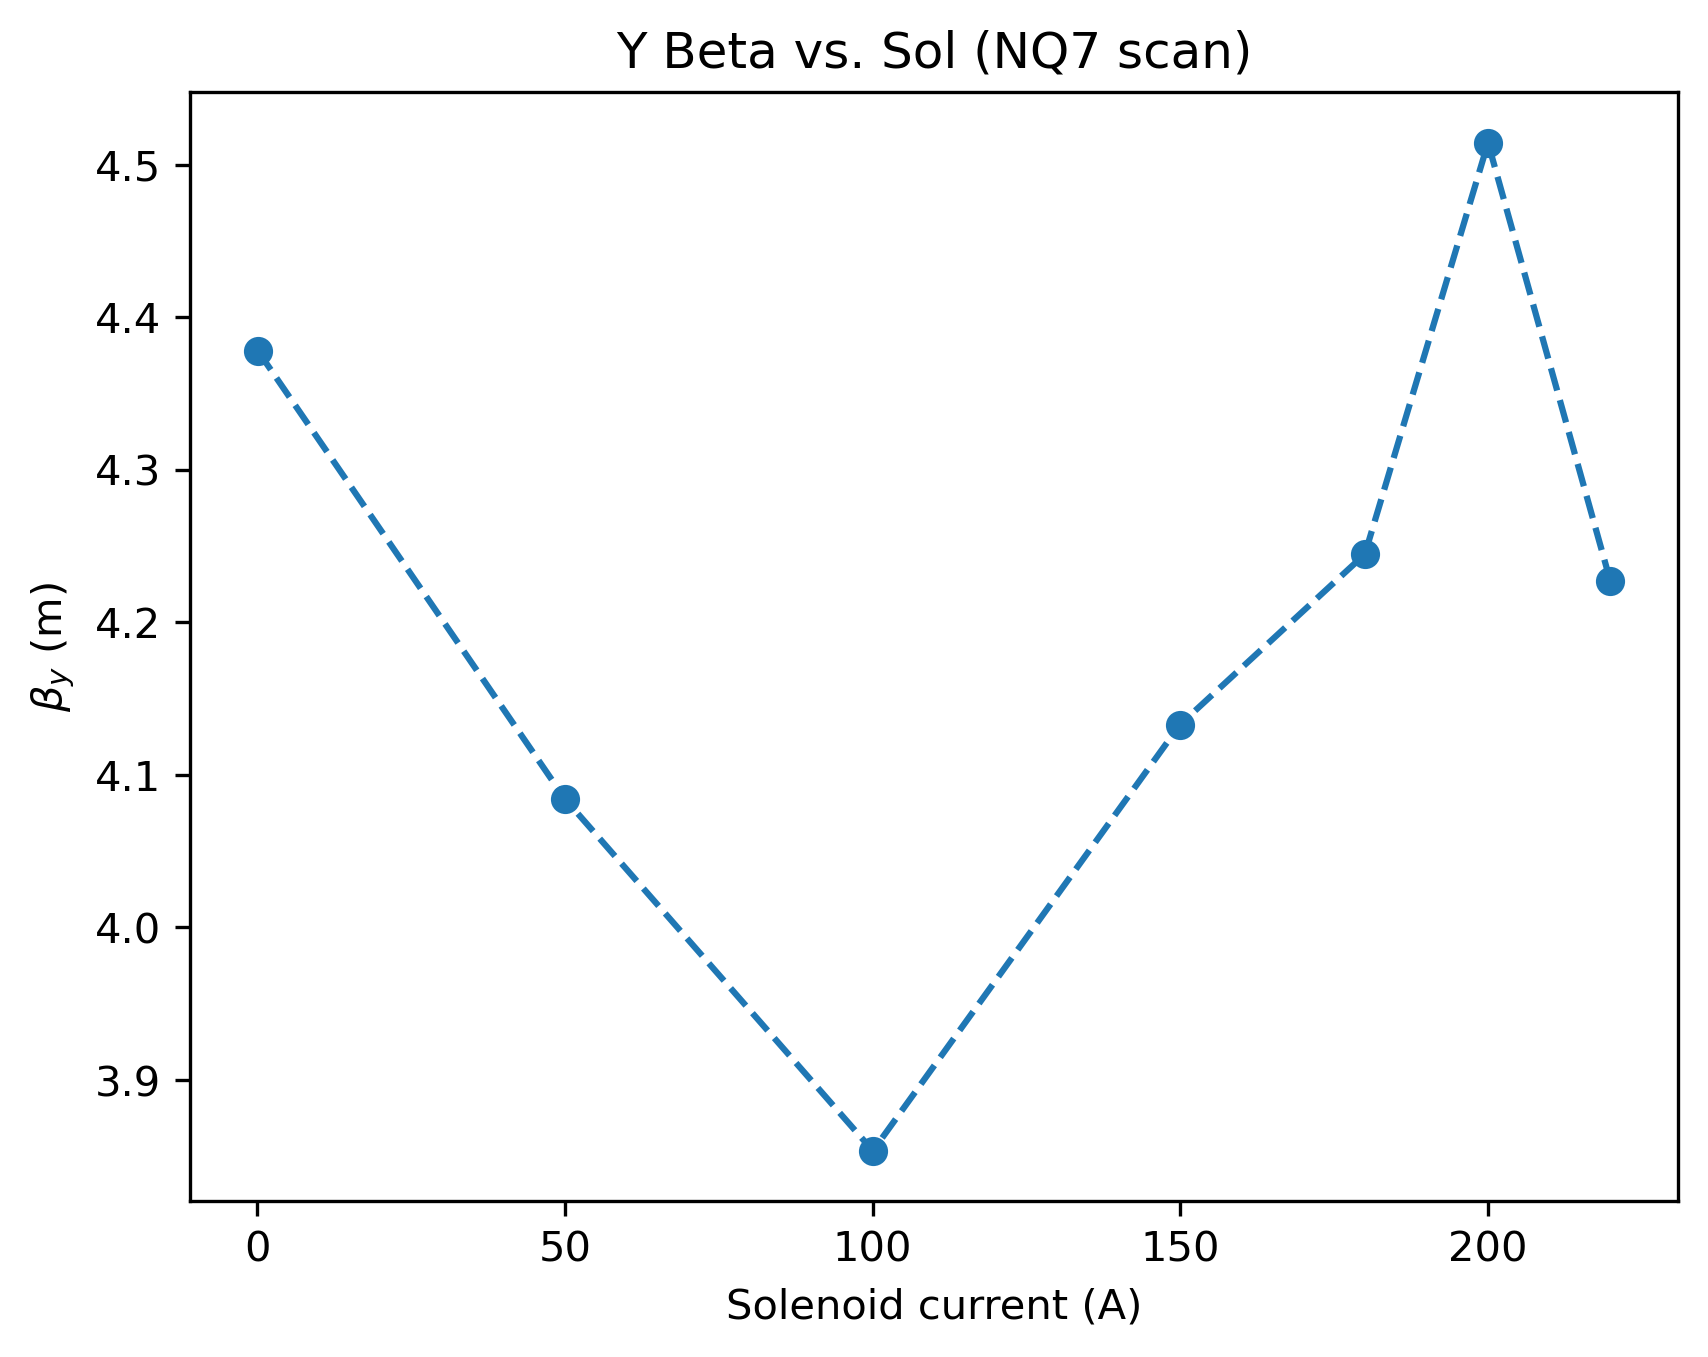 Y Beta vs. Sol (NQ7 scan)
4.5
4.4
4.3
4.2
4.1
4.0
3.9
βy (m)
0 50 100 150 200
Solenoid current (A)